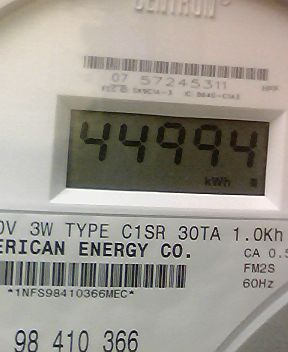 CENTRON®
07 57245311
44994
kWh
0V 3W TYPE C1SR 30TA 1.0Kh
ERICAN ENERGY CO.
CA 0.5
FM2S
60Hz
*1NFS98410366MEC*
98 410 366